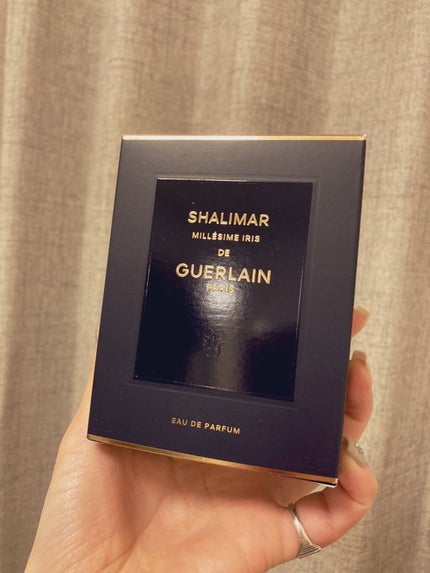 SHALIMAR
MILLÉSIME IRIS
DE
GUERLAIN
PARIS
EAU DE PARFUM